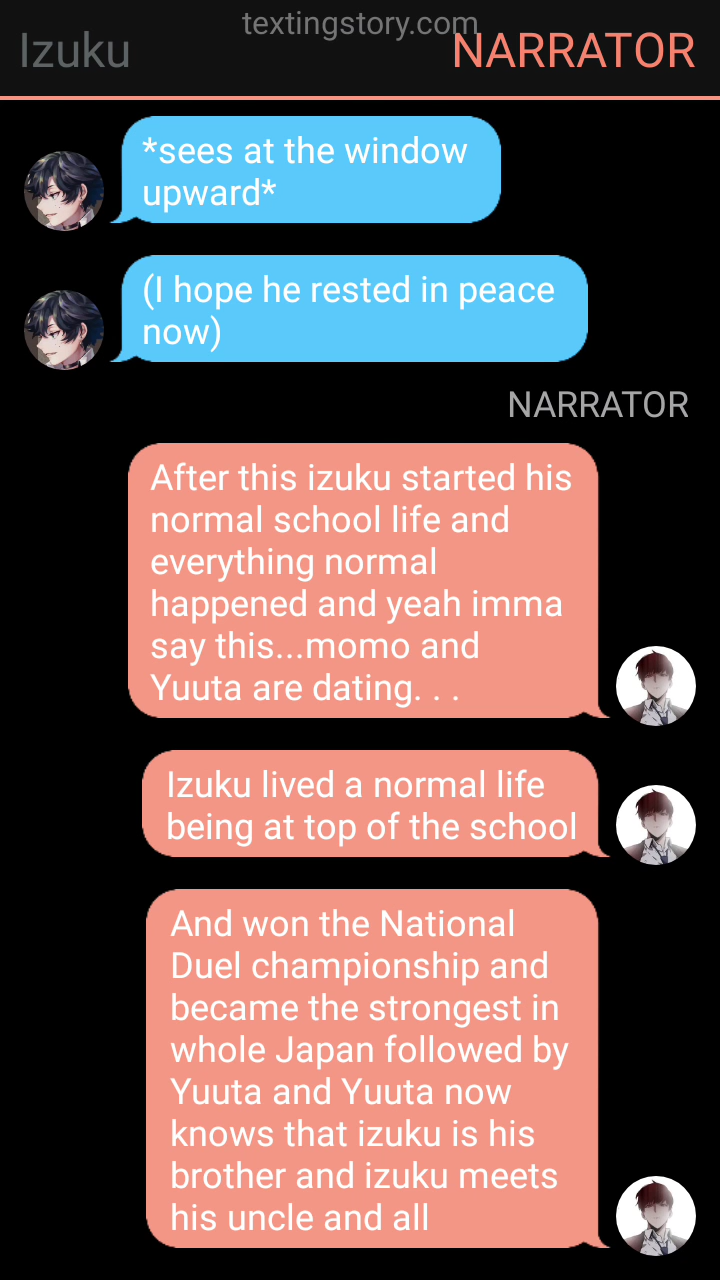 textingstory.com
Izuku
NARRATOR
*sees at the window
upward*
(I hope he rested in peace
now)
NARRATOR
After this izuku started his
normal school life and
everything normal
happened and yeah imma
say this...momo and
Yuuta are dating. . .
Izuku lived a normal life
being at top of the school
And won the National
Duel championship and
became the strongest in
whole Japan followed by
Yuuta and Yuuta now
knows that izuku is his
brother and izuku meets
his uncle and all